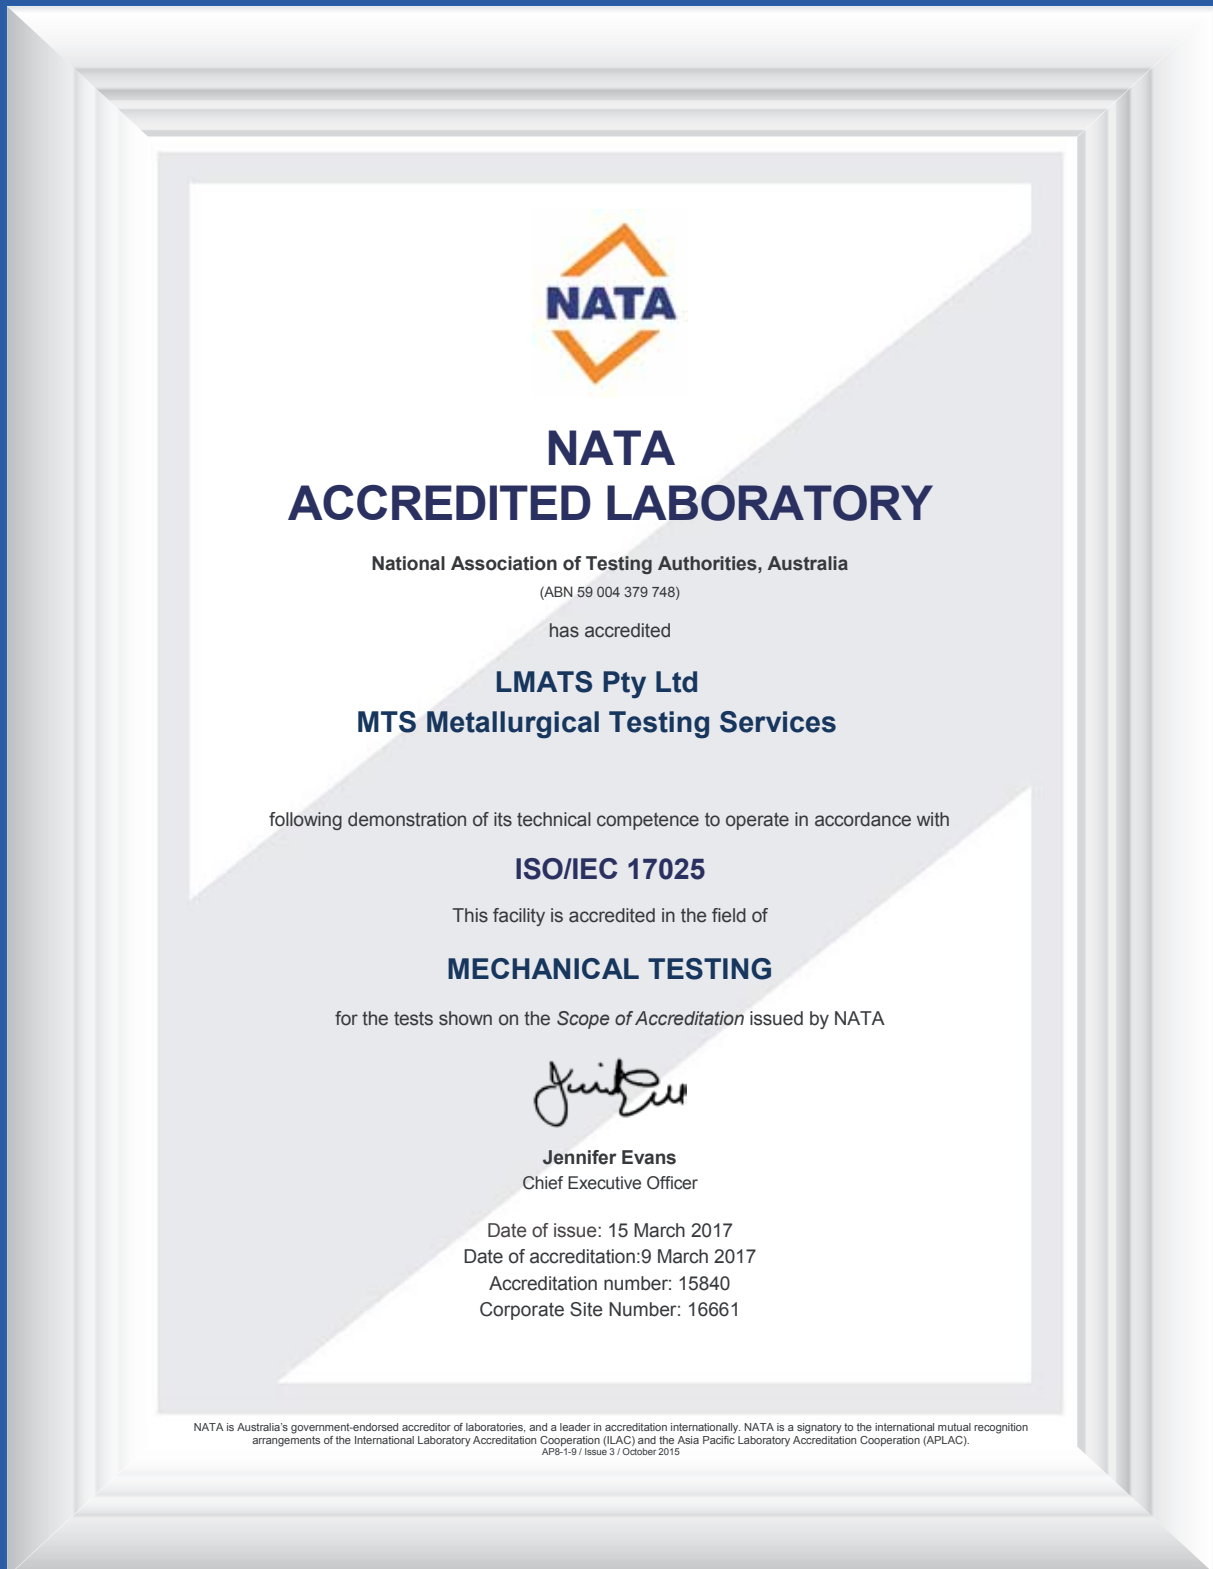 NATA
NATA
ACCREDITED LABORATORY
National Association of Testing Authorities, Australia
(ABN 59 004 379 748)
has accredited
LMATS Pty Ltd
MTS Metallurgical Testing Services
following demonstration of its technical competence to operate in accordance with
ISO/IEC 17025
This facility is accredited in the field of
MECHANICAL TESTING
for the tests shown on the Scope of Accreditation issued by NATA
Jennifer Evans
Chief Executive Officer
Date of issue: 15 March 2017
Date of accreditation:9 March 2017
Accreditation number: 15840
Corporate Site Number: 16661
NATA is Australia's government-endorsed accreditor of laboratories, and a leader in accreditation internationally. NATA is a signatory to the international mutual recognition
arrangements of the International Laboratory Accreditation Cooperation (ILAC) and the Asia Pacific Laboratory Accreditation Cooperation (APLAC).
AP8-1-9 / Issue 3 / October 2015